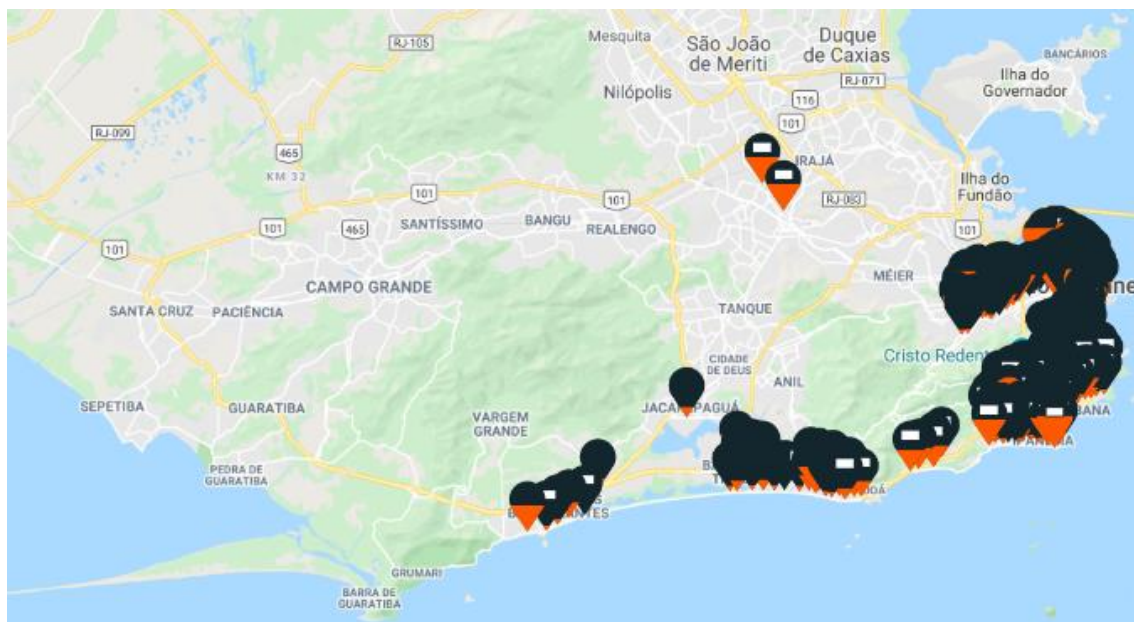 RJ-105
Mesquita
São João
de Meriti
Duque
de Caxias
BANCÁRIOS
Ilha do
Governador
RJ-071
Nilópolis
116
101
RJ-099
465
KM 32
IRAJÁ
Ilha do
Fundão
101
101
RJ-083
SANTÍSSIMO
BANGU
REALENGO
101
465
101
101
MÉIER
CAMPO GRANDE
SANTA CRUZ
PACIÊNCIA
TANQUE
Cristo Redent
CIDADE
DE DEUS
ANIL
SEPETIBA
GUARATIBA
VARGEM
GRANDE
PEDRA DE
GUARATIBA
GRUMARI
BARRA DE
GUARATIBA